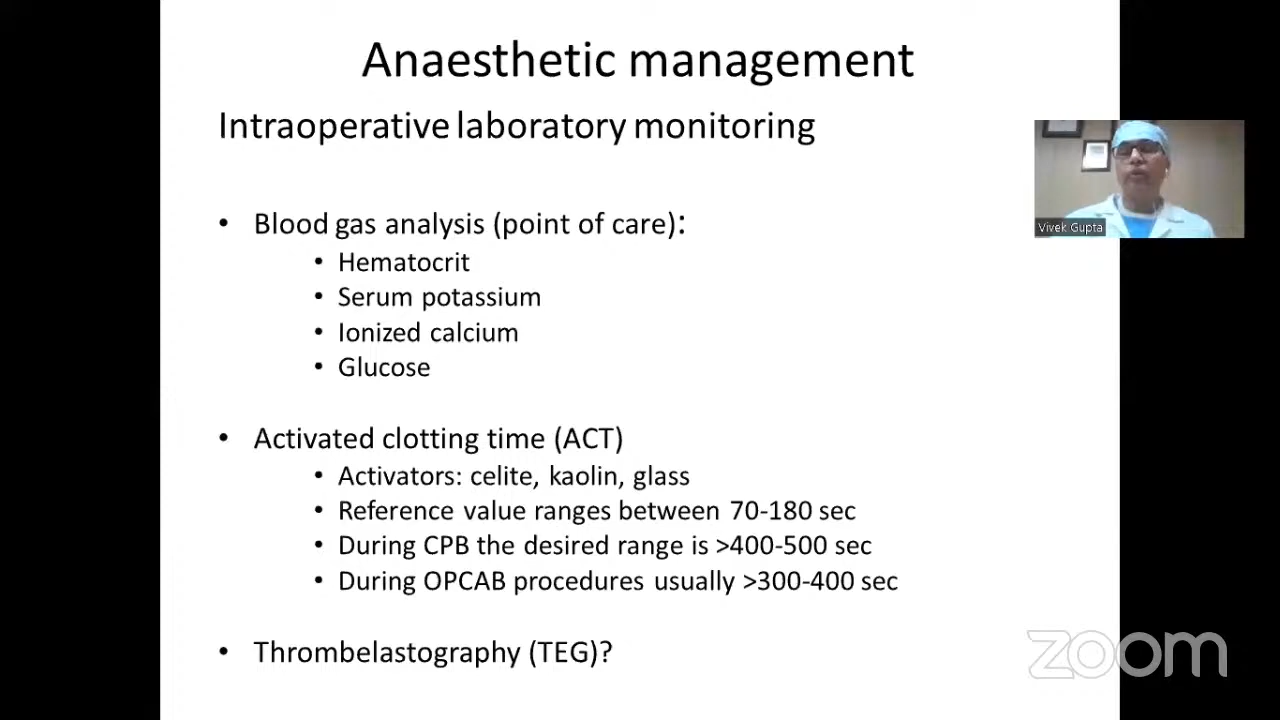 Anaesthetic management
Intraoperative laboratory monitoring
• Blood gas analysis (point of care):
• Hematocrit
• Serum potassium
• Ionized calcium
• Glucose
• Activated clotting time (ACT)
• Activators: celite, kaolin, glass
• Reference value ranges between 70-180 sec
• During CPB the desired range is >400-500 sec
• During OPCAB procedures usually >300-400 sec
• Thrombelastography (TEG)?
Vivek Gupta
zoom